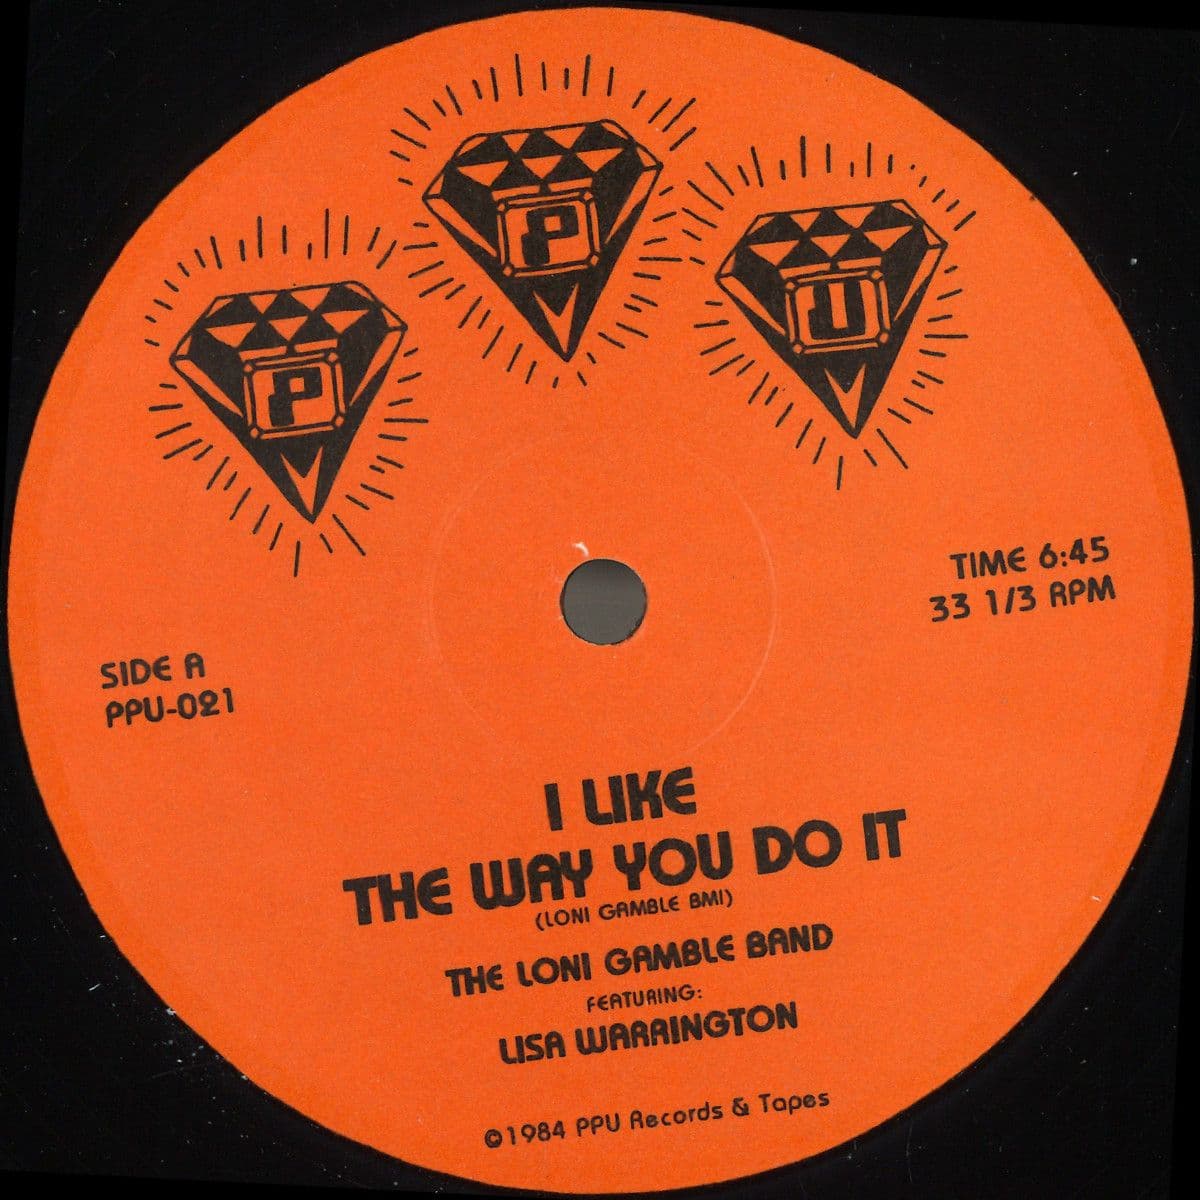 P
P
U
TIME 6:45
33 1/3 RPM
SIDE A
PPU-021
I LIKE
THE WAY YOU DO IT
(LONI GAMBLE BMI)
THE LONI GAMBLE BAND
FEATURING:
LISA WARRINGTON
©1984 PPU Records & Tapes